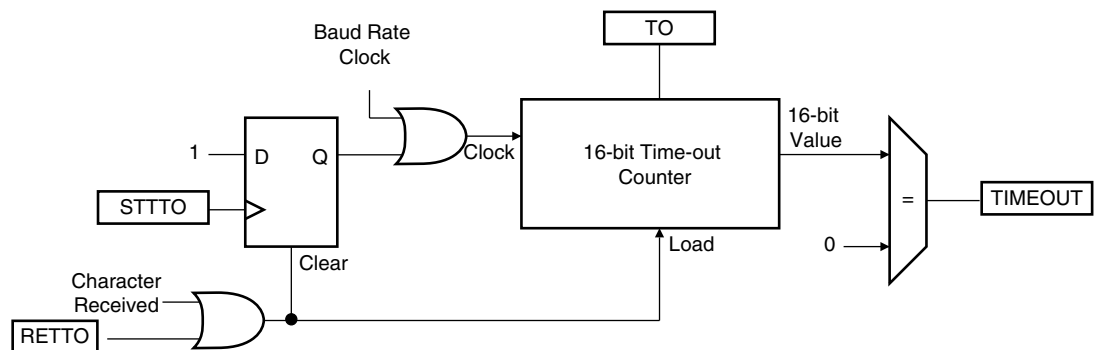 TO
Baud Rate
Clock
16-bit
Value
1
D
Q
Clock
16-bit Time-out
Counter
STTTO
=
TIMEOUT
Clear
Load
0
Character
Received
RETTO